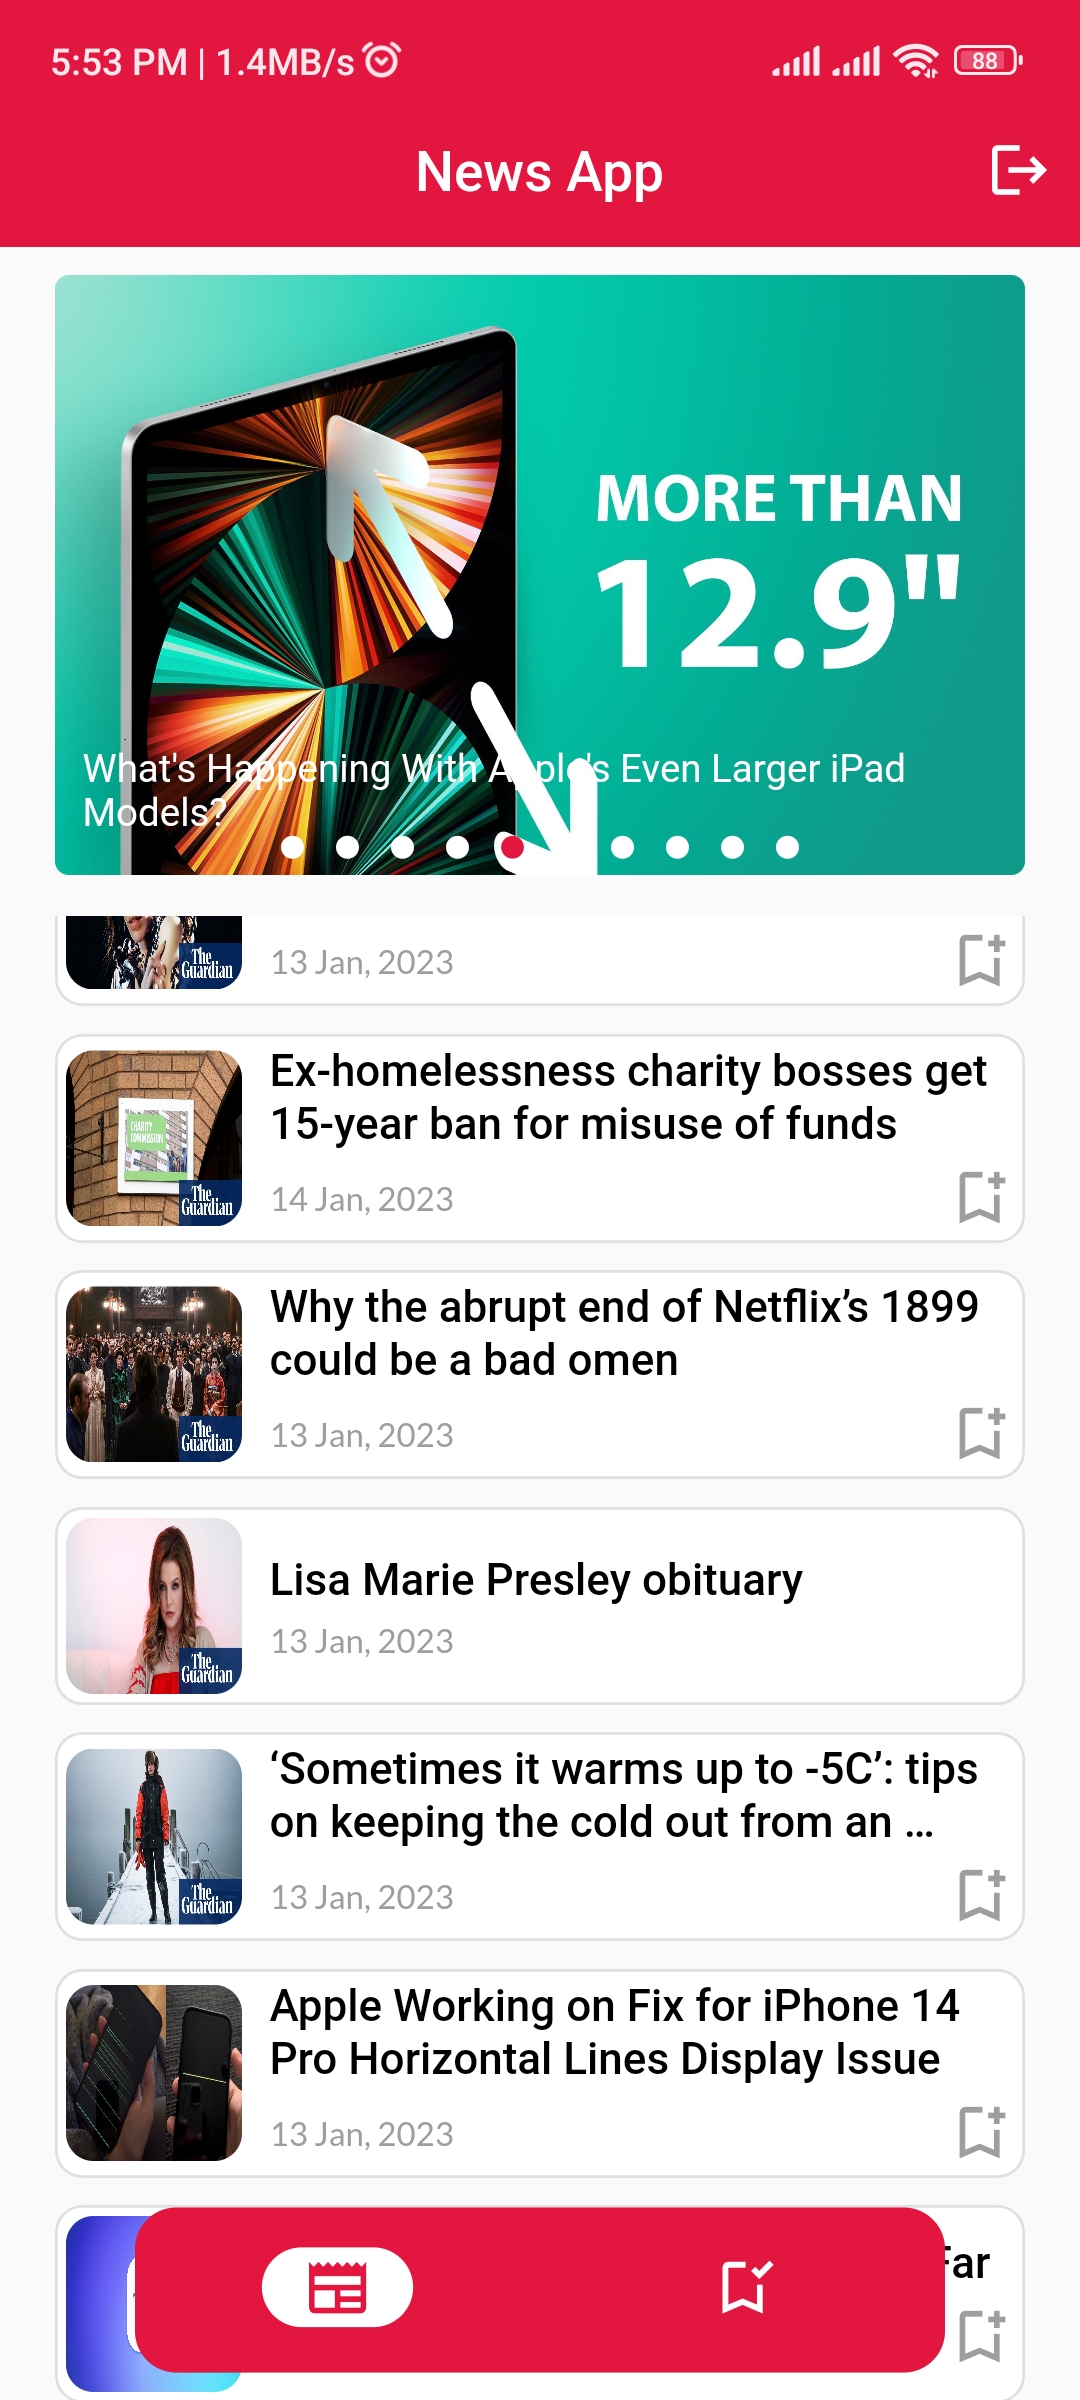 5:53 PM | 1.4MB/s
88
News App
MORE THAN
12.9"
What's Happening With Apple's Even Larger iPad
Models?
The
Guardian
13 Jan, 2023
CHARITY
COMMISSION
The
Guardian
Ex-homelessness charity bosses get
15-year ban for misuse of funds
14 Jan, 2023
The
Guardian
Why the abrupt end of Netflix’s 1899
could be a bad omen
13 Jan, 2023
The
Guardian
Lisa Marie Presley obituary
13 Jan, 2023
The
Guardian
‘Sometimes it warms up to -5C’: tips
on keeping the cold out from an ...
13 Jan, 2023
Apple Working on Fix for iPhone 14
Pro Horizontal Lines Display Issue
13 Jan, 2023
Far